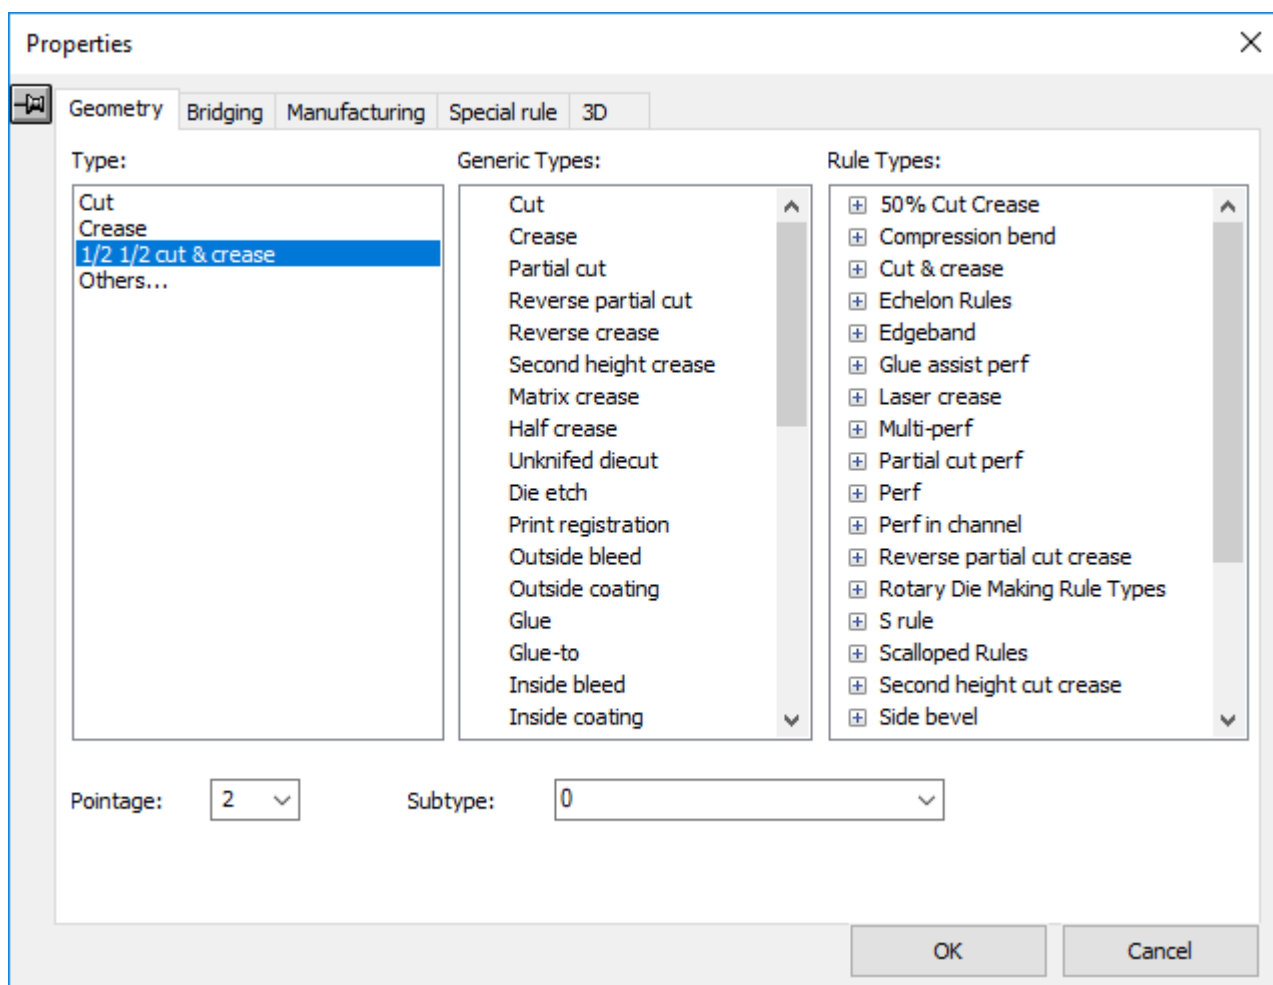 Properties
Geometry Bridging Manufacturing Special rule 3D
Type: Generic Types: Rule Types:
Cut
Crease
1/2 1/2 cut & crease
Others...
Cut
Crease
Partial cut
Reverse partial cut
Reverse crease
Second height crease
Matrix crease
Half crease
Unknifed diecut
Die etch
Print registration
Outside bleed
Outside coating
Glue
Glue-to
Inside bleed
Inside coating
50% Cut Crease
Compression bend
Cut & crease
Echelon Rules
Edgeband
Glue assist perf
Laser crease
Multi-perf
Partial cut perf
Perf
Perf in channel
Reverse partial cut crease
Rotary Die Making Rule Types
S rule
Scalloped Rules
Second height cut crease
Side bevel
Pointage: 2 Subtype: 0
OK Cancel